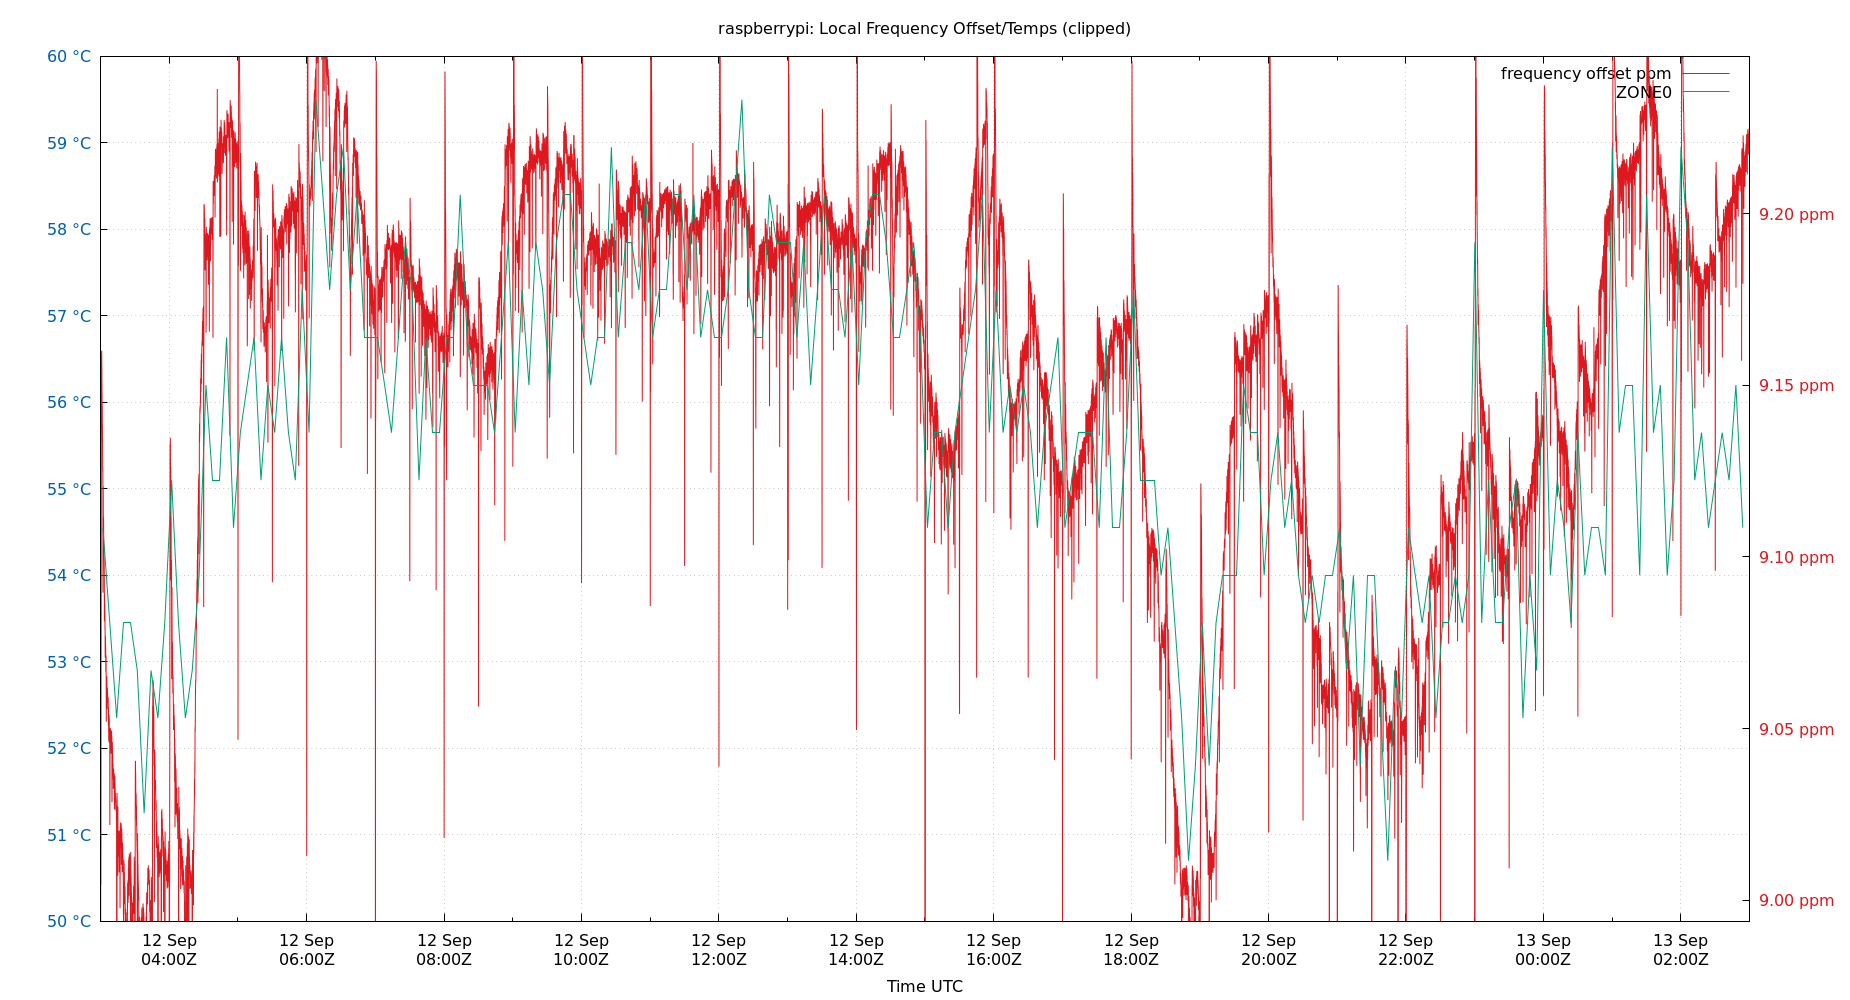 raspberrypi: Local Frequency Offset/Temps (clipped)
60 °C
59 °C
58 °C
57 °C
56 °C
55 °C
54 °C
53 °C
52 °C
51 °C
50 °C
frequency offset ppm
ZONE0
9.20 ppm
9.15 ppm
9.10 ppm
9.05 ppm
9.00 ppm
12 Sep
04:00Z
12 Sep
06:00Z
12 Sep
08:00Z
12 Sep
10:00Z
12 Sep
12:00Z
12 Sep
14:00Z
12 Sep
16:00Z
12 Sep
18:00Z
12 Sep
20:00Z
12 Sep
22:00Z
13 Sep
00:00Z
13 Sep
02:00Z
Time UTC